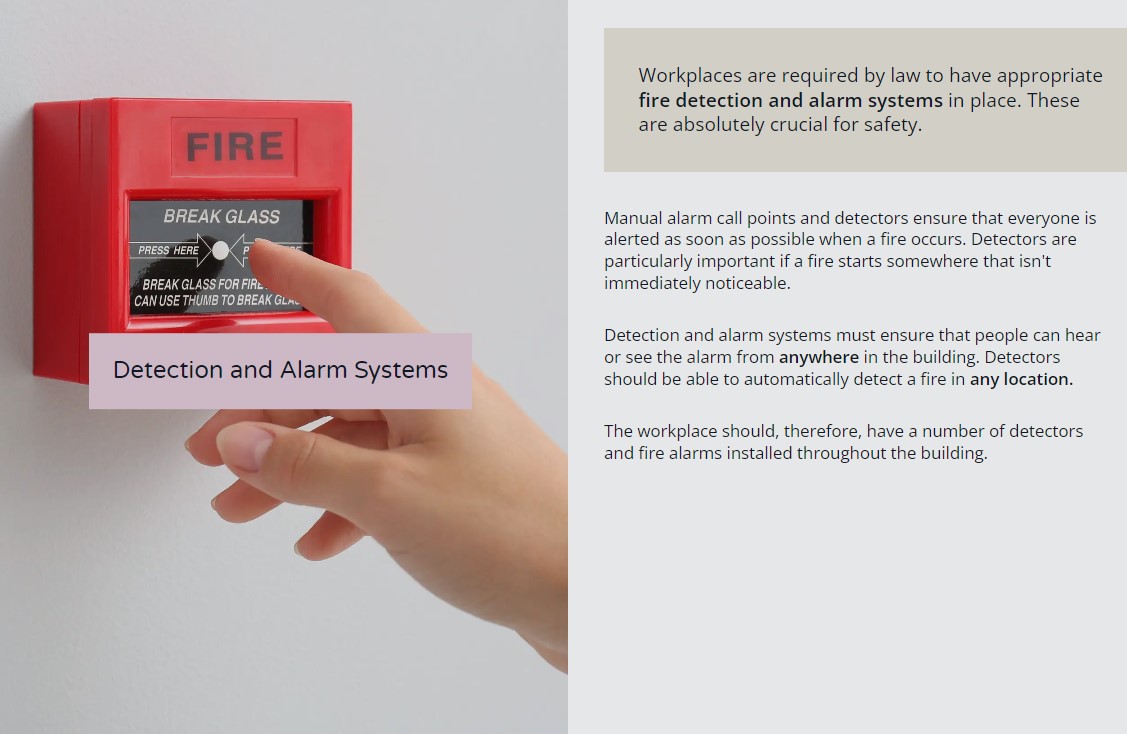 FIRE
BREAK GLASS
PRESS HERE
BREAK GLASS FOR FIRE
CAN USE THUMB TO BREAK
Detection and Alarm Systems
Workplaces are required by law to have appropriate
fire detection and alarm systems in place. These
are absolutely crucial for safety.
Manual alarm call points and detectors ensure that everyone is
alerted as soon as possible when a fire occurs. Detectors are
particularly important if a fire starts somewhere that isn't
immediately noticeable.
Detection and alarm systems must ensure that people can hear
or see the alarm from anywhere in the building. Detectors
should be able to automatically detect a fire in any location.
The workplace should, therefore, have a number of detectors
and fire alarms installed throughout the building.